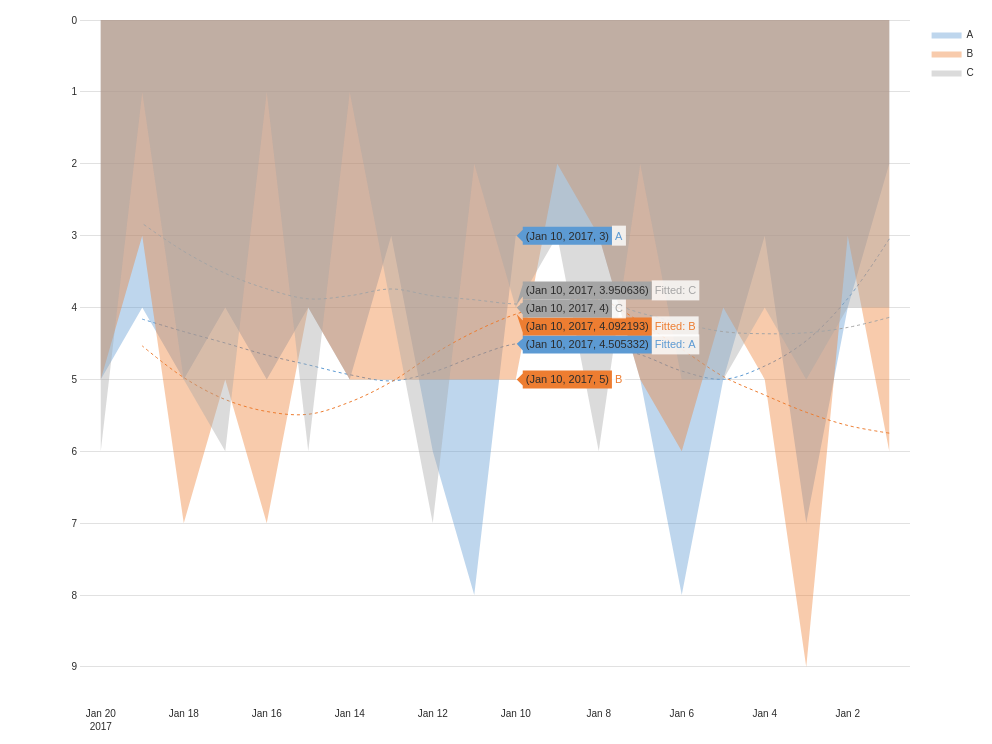 0
A
B
C
1
2
3
(Jan 10, 2017, 3) A
(Jan 10, 2017, 3.950636) Fitted: C
4
(Jan 10, 2017, 4) C
(Jan 10, 2017, 4.092193) Fitted: B
(Jan 10, 2017, 4.505332) Fitted: A
5
(Jan 10, 2017, 5) B
6
7
8
9
Jan 20 Jan 18 Jan 16 Jan 14 Jan 12 Jan 10 Jan 8 Jan 6 Jan 4 Jan 2
2017